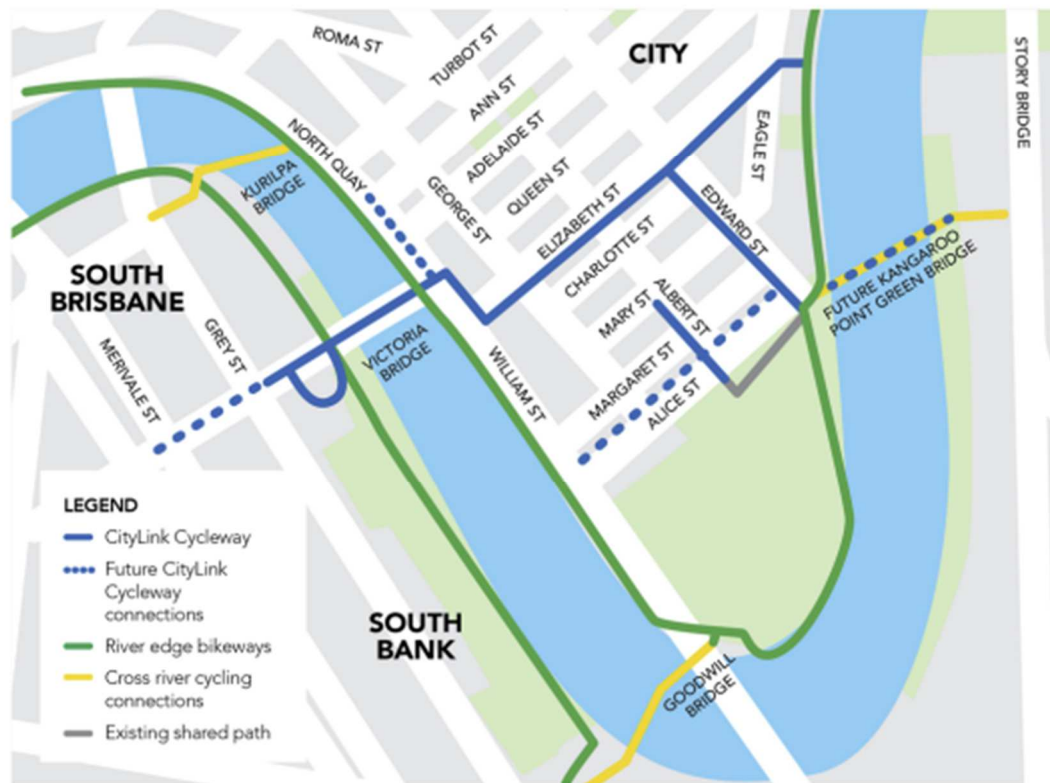 ROMA ST
TURBOT ST
CITY
ANN ST
ADELAIDE ST
STORY BRIDGE
NORTH QUAY
EAGLE ST
KURILPA
BRIDGE
GEORGE ST
QUEEN ST
ELIZABETH ST
EDWARD ST
CHARLOTTE ST
SOUTH
BRISBANE
MARY ST
ALBERT ST
FUTURE KANGAROO
POINT GREEN BRIDGE
GREY ST
MERIVALE ST
VICTORIA
BRIDGE
WILLIAM ST
MARGARET ST
ALICE ST
LEGEND
CityLink Cycleway
Future CityLink
Cycleway
connections
River edge bikeways
Cross river cycling
connections
Existing shared path
SOUTH
BANK
GOODWILL
BRIDGE